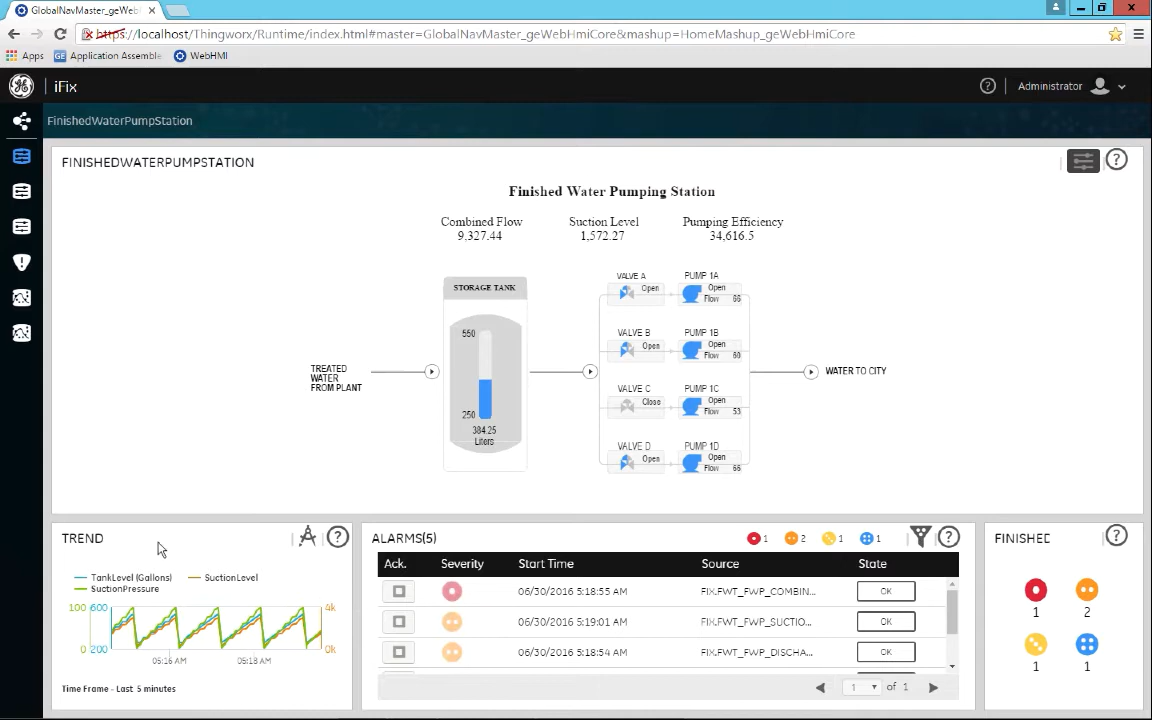 GlobalNavMaster_geWebH
https://localhost/Thingworx/Runtime/index.html#master=GlobalNavMaster_geWebHmiCore&mashup=HomeMashup_geWebHmiCore
Apps GE Application Assemble WebHMI
iFix
Administrator
FinishedWaterPumpStation
FINISHEDWATERPUMPSTATION
Finished Water Pumping Station
Combined Flow Suction Level Pumping Efficiency
9,327.44 1,572.27 34,616.5
STORAGE TANK
550
250
384.25
Liters
TREATED
WATER
FROM PLANT
VALVE A PUMP 1A
Open Open
Flow 66
VALVE B PUMP 1B
Open Open
Flow 60
VALVE C PUMP 1C
Close Open
Flow 53
VALVE D PUMP 1D
Open Open
Flow 66
WATER TO CITY
TREND
TankLevel (Gallons) SuctionLevel
SuctionPressure
100 600 4k
0 200 0k
05:16 AM 05:18 AM
Time Frame - Last 5 minutes
ALARMS(5) 1 2 1 1
Ack. Severity Start Time Source State
06/30/2016 5:18:55 AM FIX.FWT_FWP_COMBIN... OK
06/30/2016 5:19:01 AM FIX.FWT_FWP_SUCTIO... OK
06/30/2016 5:18:54 AM FIX.FWT_FWP_DISCHA... OK
1 of 1
FINISHED
1 2
1 1